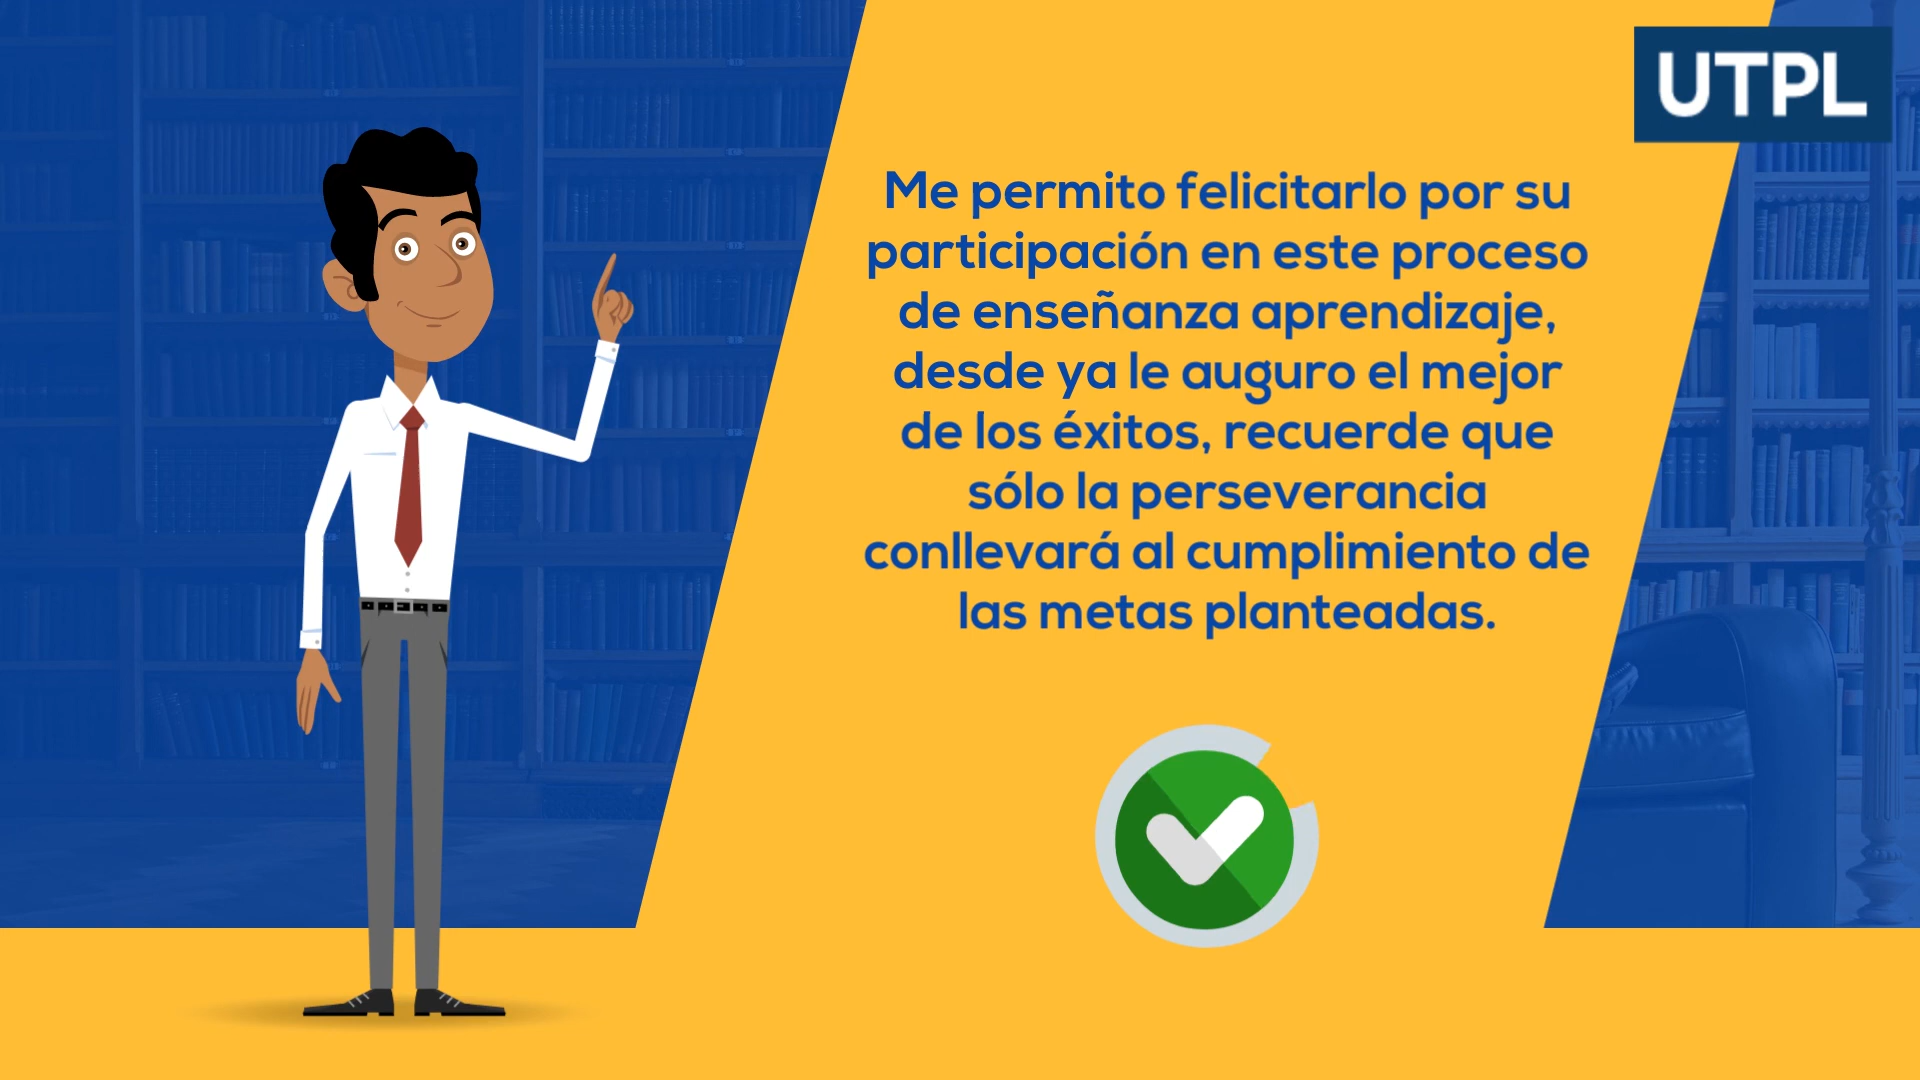 UTPL
Me permito felicitarlo por su
participación en este proceso
de enseñanza aprendizaje,
desde ya le auguro el mejor
de los éxitos, recuerde que
sólo la perseverancia
conllevará al cumplimiento de
las metas planteadas.